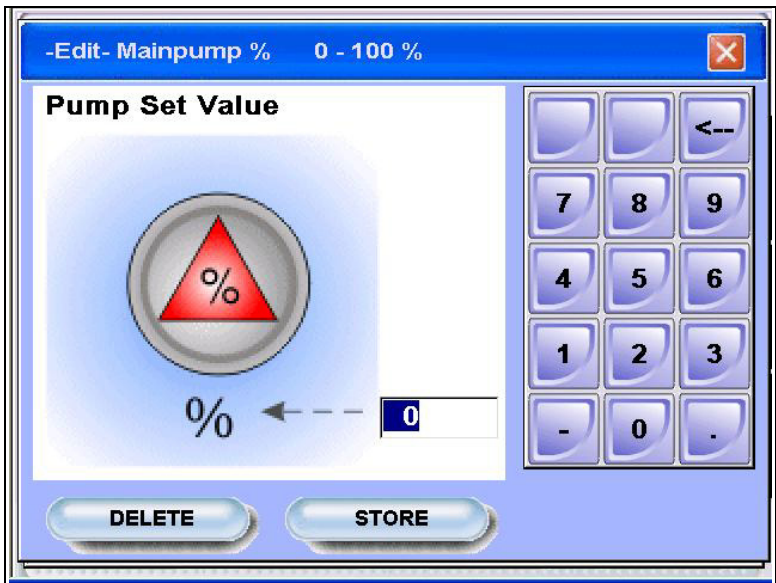 -Edit- Mainpump % 0 - 100 %
Pump Set Value
<--
7 8 9
%
4 5 6
1 2 3
% 0
- 0 .
DELETE STORE